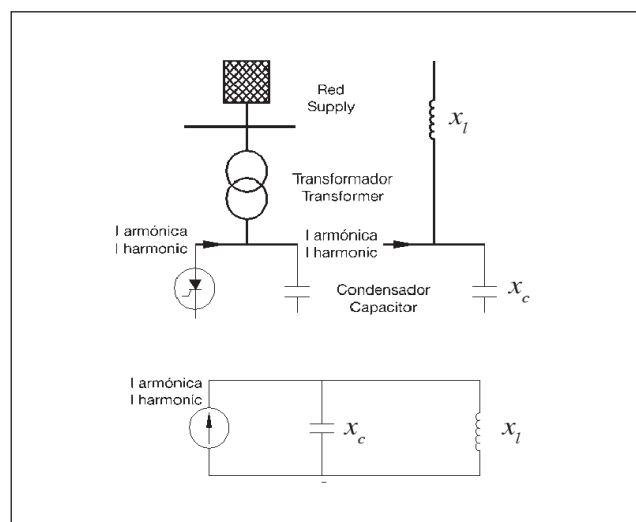 Red
Supply
x_l
Transformador
Transformer
I armónica
I harmonic
I armónica
I harmonic
Condensador
Capacitor
x_c
I armónica
I harmonic
x_c
x_l